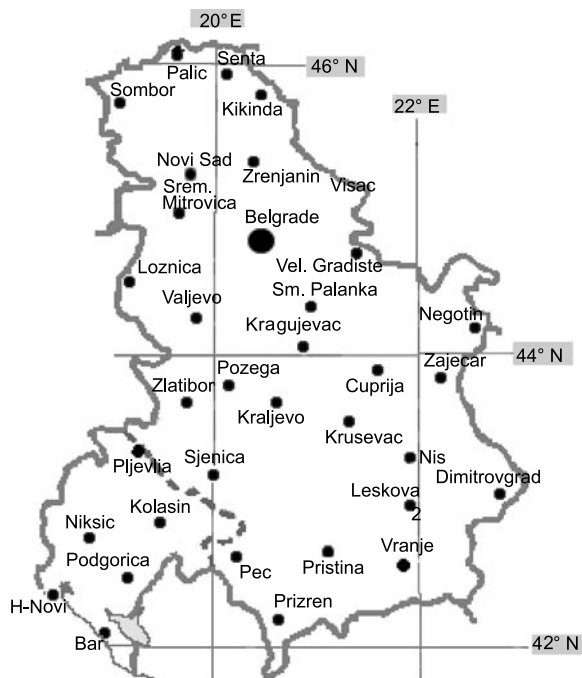 20° E
Palic
Senta
46° N
Sombor
Kikinda
22° E
Novi Sad
Zrenjanin
Visac
Srem.
Mitrovica
Belgrade
Loznica
Vel. Gradiste
Valjevo
Sm. Palanka
Kragujevac
Negotin
44° N
Pozega
Zlatibor
Cuprija
Zajecar
Kraljevo
Krusevac
Pljevlia
Sjenica
Nis
Dimitrovgrad
Leskova
2
Kolasin
Niksic
Podgorica
Pec
Pristina
Vranje
H-Novi
Prizren
Bar
42° N